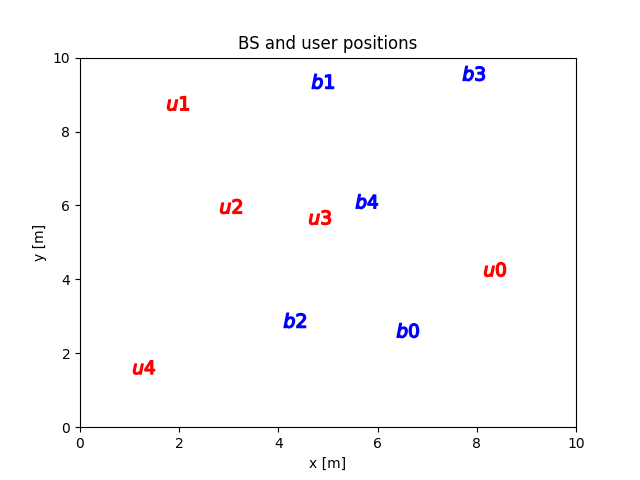 BS and user positions
10
b1
b3
u1
8
u2
b4
6
u3
y [m]
u0
4
b2
b0
2
u4
0
0 2 4 6 8 10
x [m]